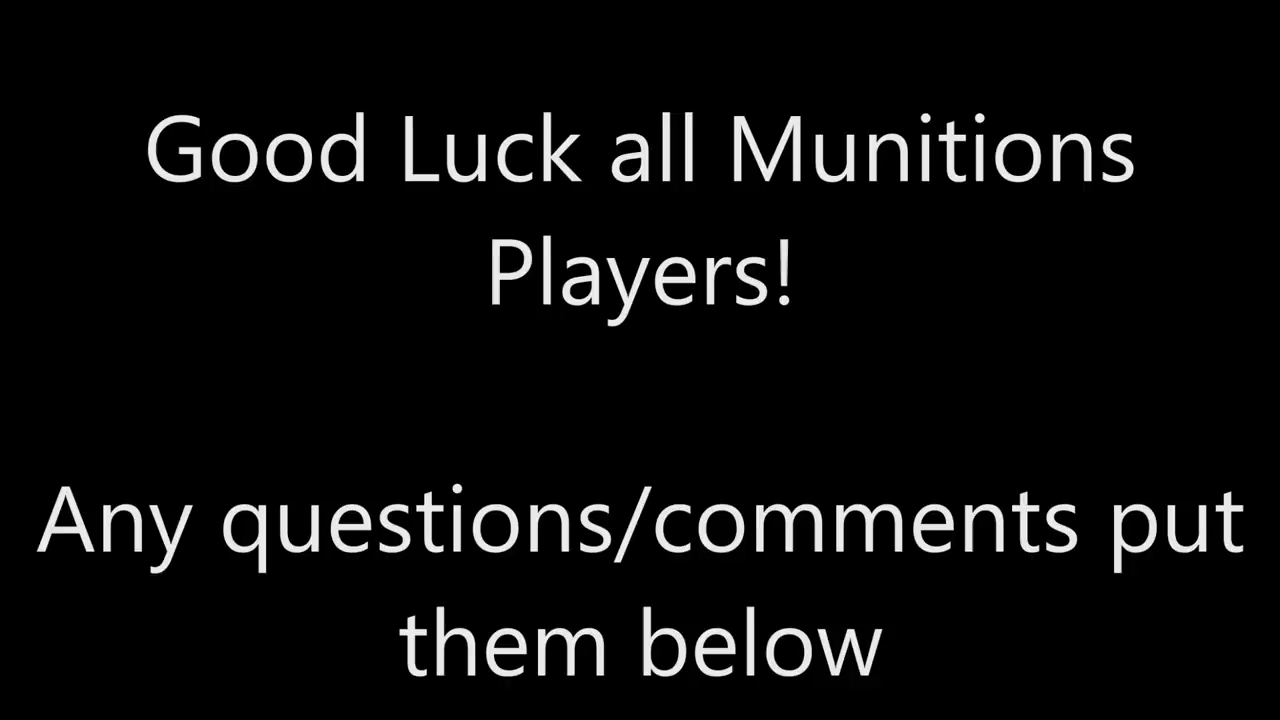 Good Luck all Munitions
Players!
Any questions/comments put
them below